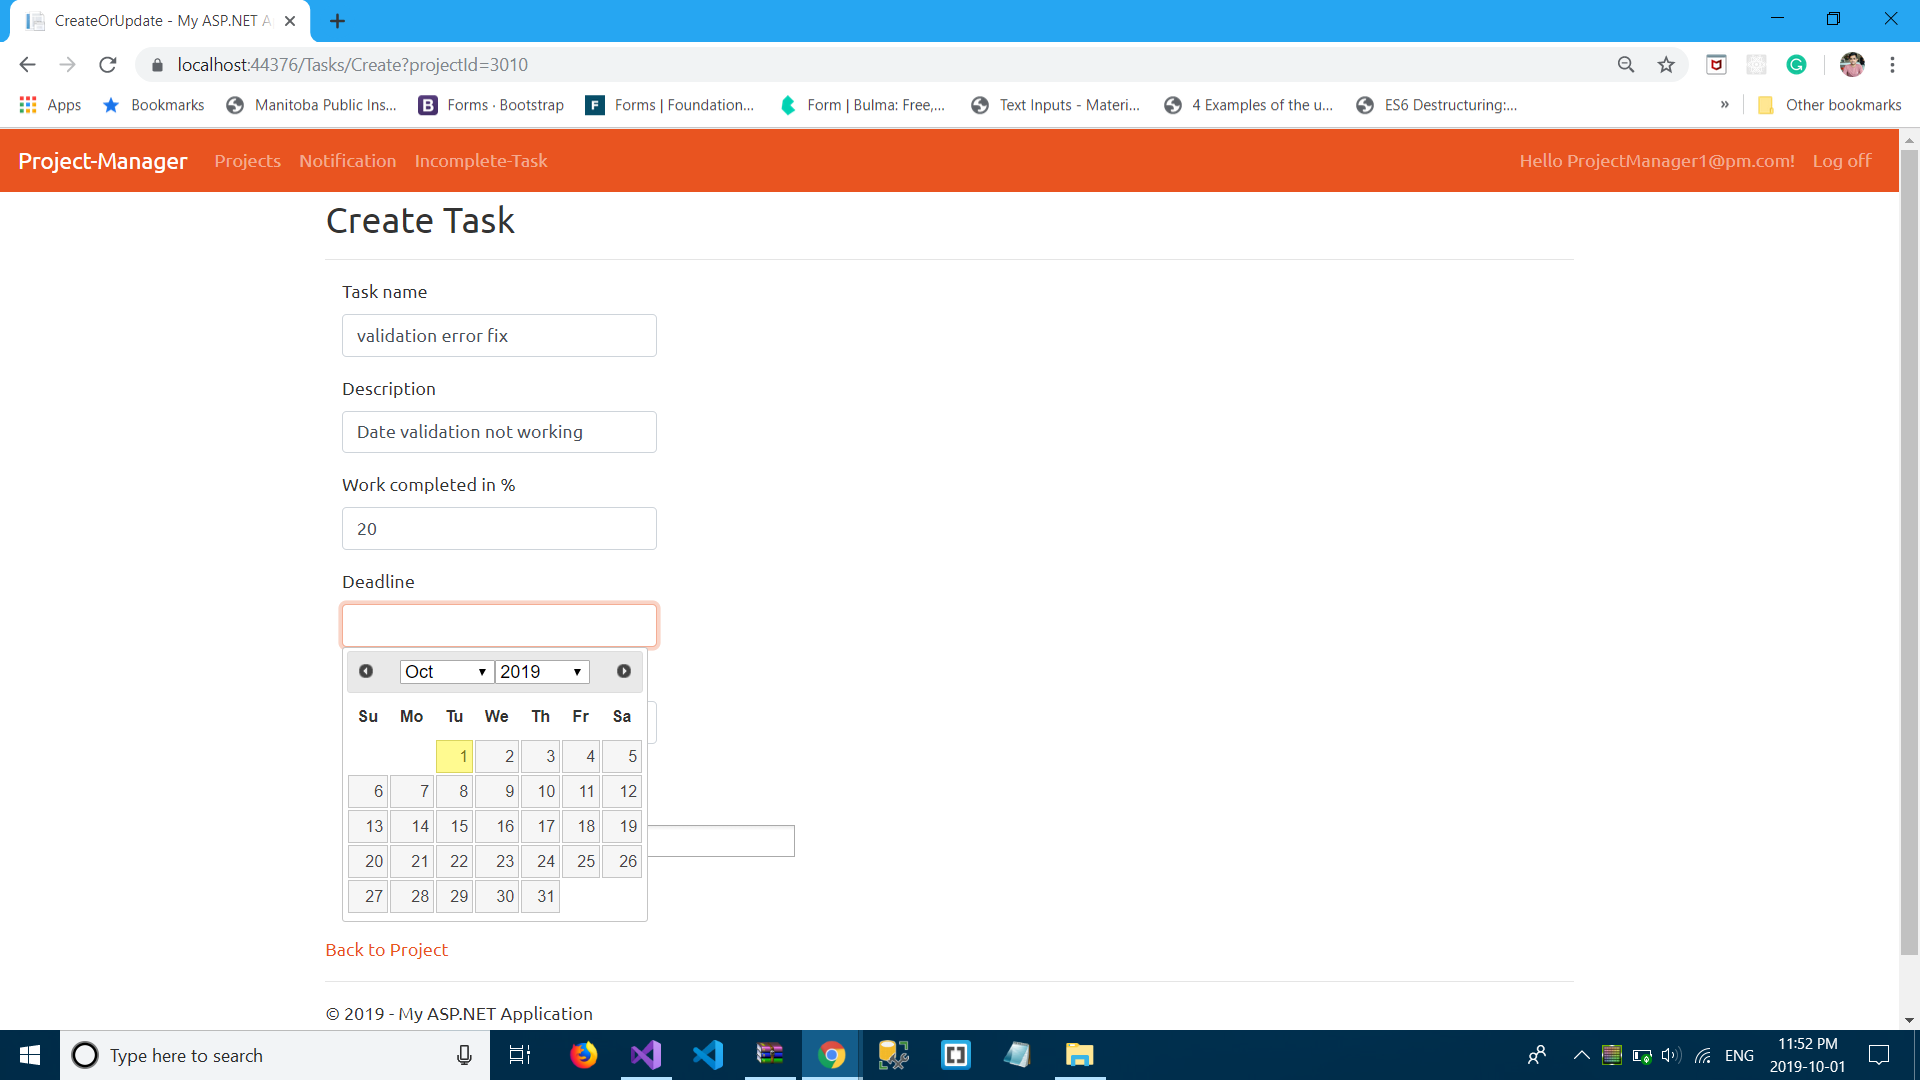 CreateOrUpdate - My ASP.NET A
localhost:44376/Tasks/Create?projectId=3010
Apps Bookmarks Manitoba Public Ins... Forms · Bootstrap Forms | Foundation... Form | Bulma: Free,... Text Inputs - Materi... 4 Examples of the u... ES6 Destructuring:... » Other bookmarks
Project-Manager Projects Notification Incomplete-Task Hello ProjectManager1@pm.com! Log off
Create Task
Task name
validation error fix
Description
Date validation not working
Work completed in %
20
Deadline
Oct 2019
Su Mo Tu We Th Fr Sa
1 2 3 4 5
6 7 8 9 10 11 12
13 14 15 16 17 18 19
20 21 22 23 24 25 26
27 28 29 30 31
Back to Project
© 2019 - My ASP.NET Application
Type here to search
ENG
11:52 PM
2019-10-01